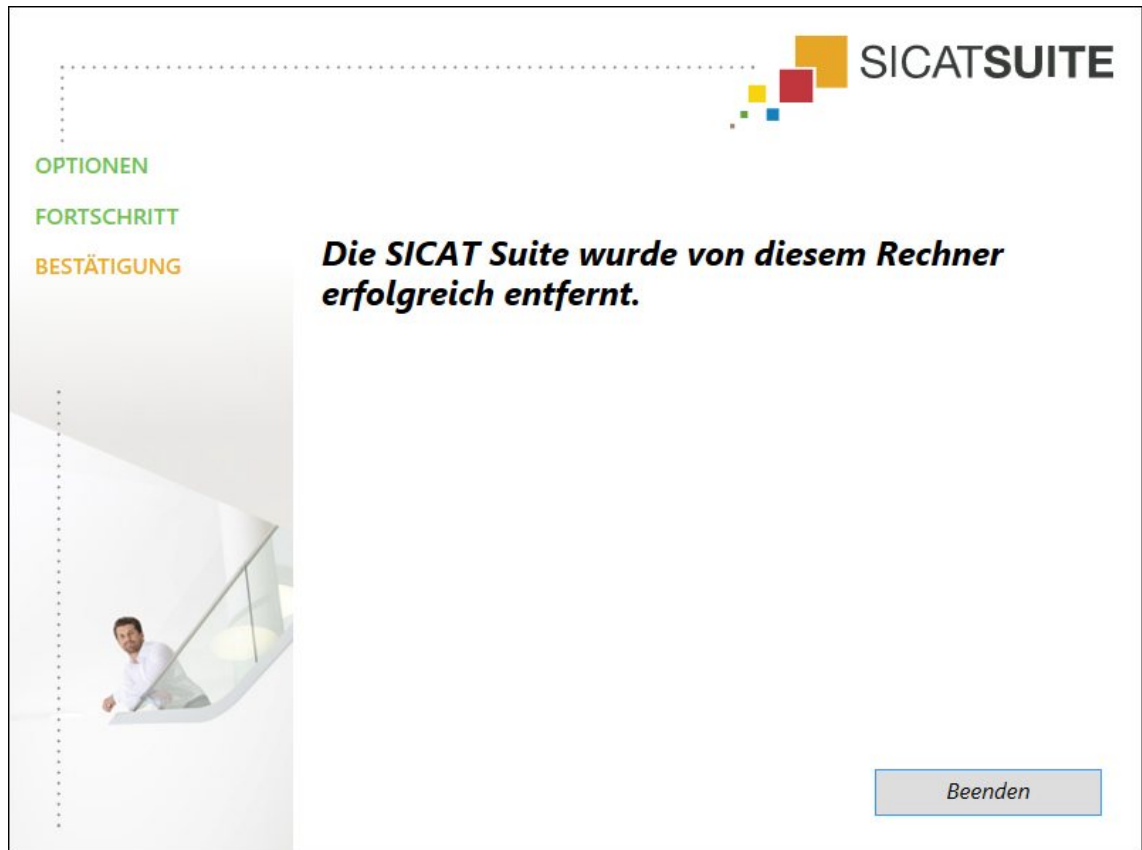 SICATSUITE
OPTIONEN
FORTSCHRITT
BESTÄTIGUNG
Die SICAT Suite wurde von diesem Rechner
erfolgreich entfernt.
Beenden